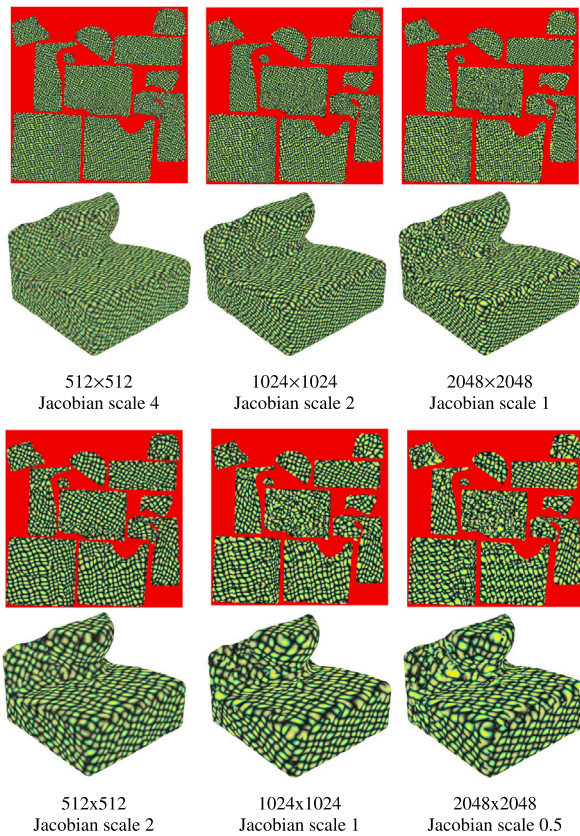 512×512
Jacobian scale 4
1024×1024
Jacobian scale 2
2048×2048
Jacobian scale 1
512x512
Jacobian scale 2
1024x1024
Jacobian scale 1
2048x2048
Jacobian scale 0.5